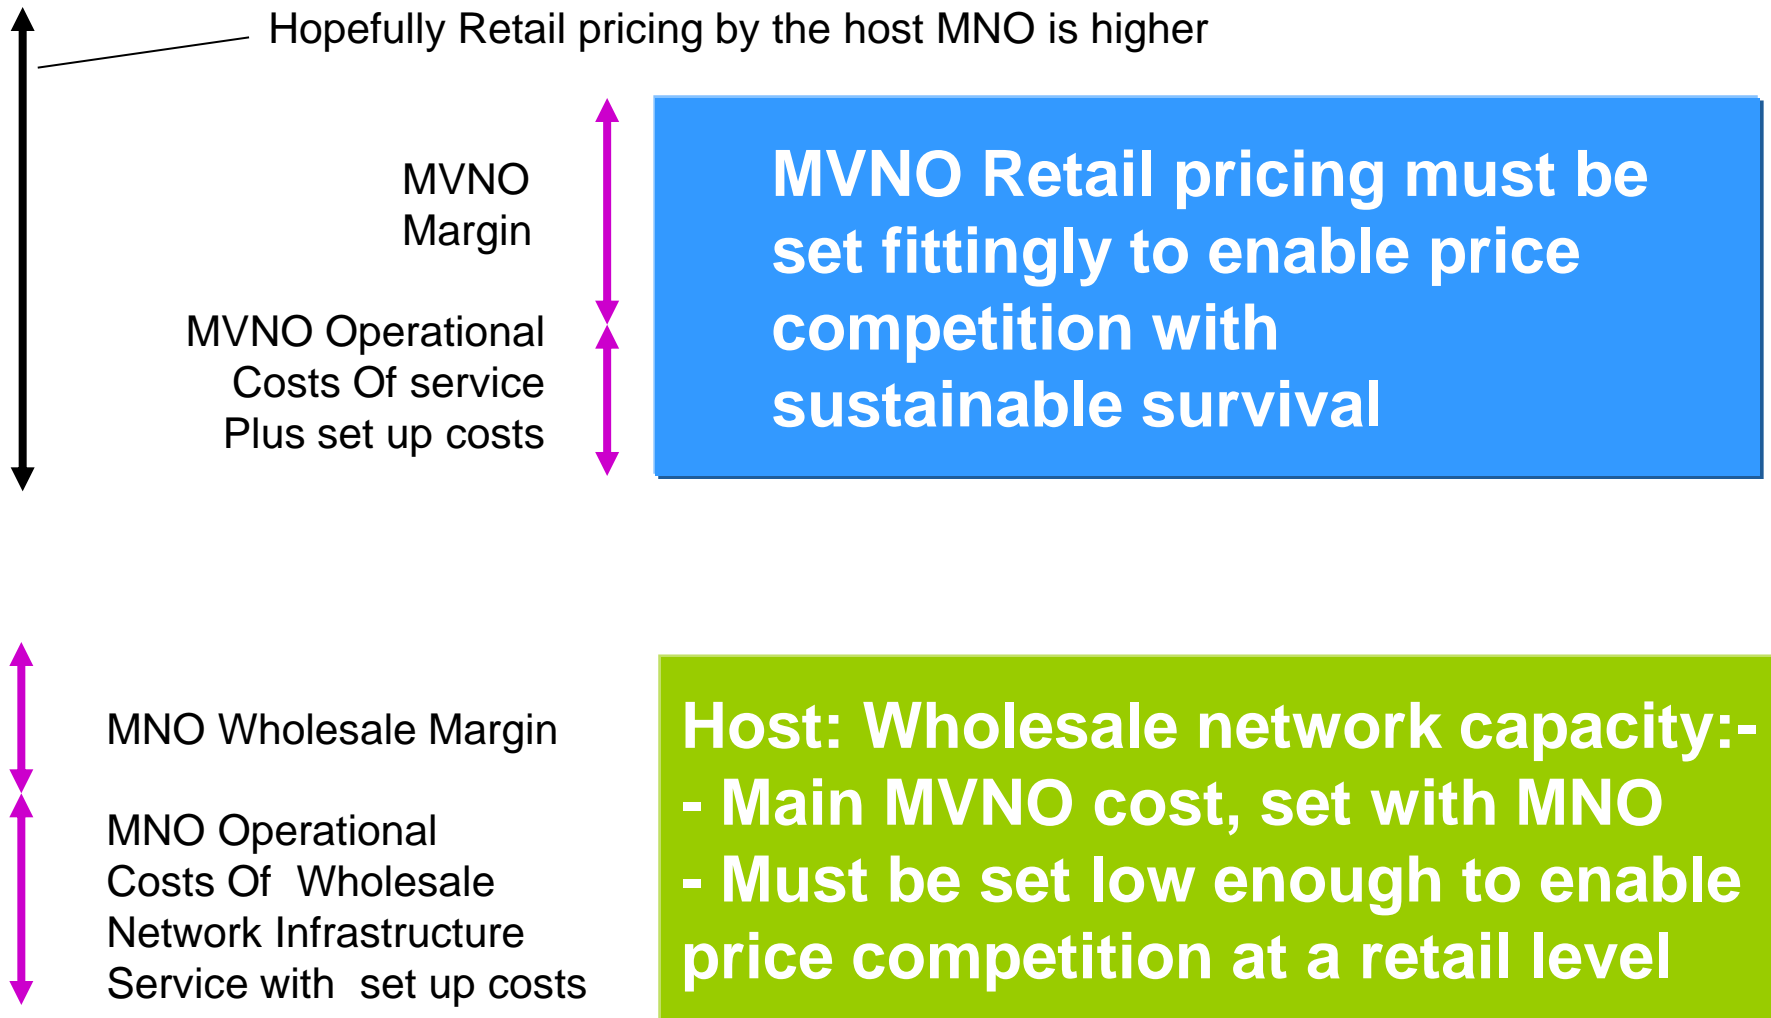 Hopefully Retail pricing by the host MNO is higher
MVNO
Margin
MVNO Retail pricing must be
set fittingly to enable price
competition with
sustainable survival
MVNO Operational
Costs Of service
Plus set up costs
MNO Wholesale Margin
MNO Operational
Costs Of  Wholesale
Network Infrastructure
Service with  set up costs
Host: Wholesale network capacity:-
- Main MVNO cost, set with MNO
- Must be set low enough to enable
price competition at a retail level